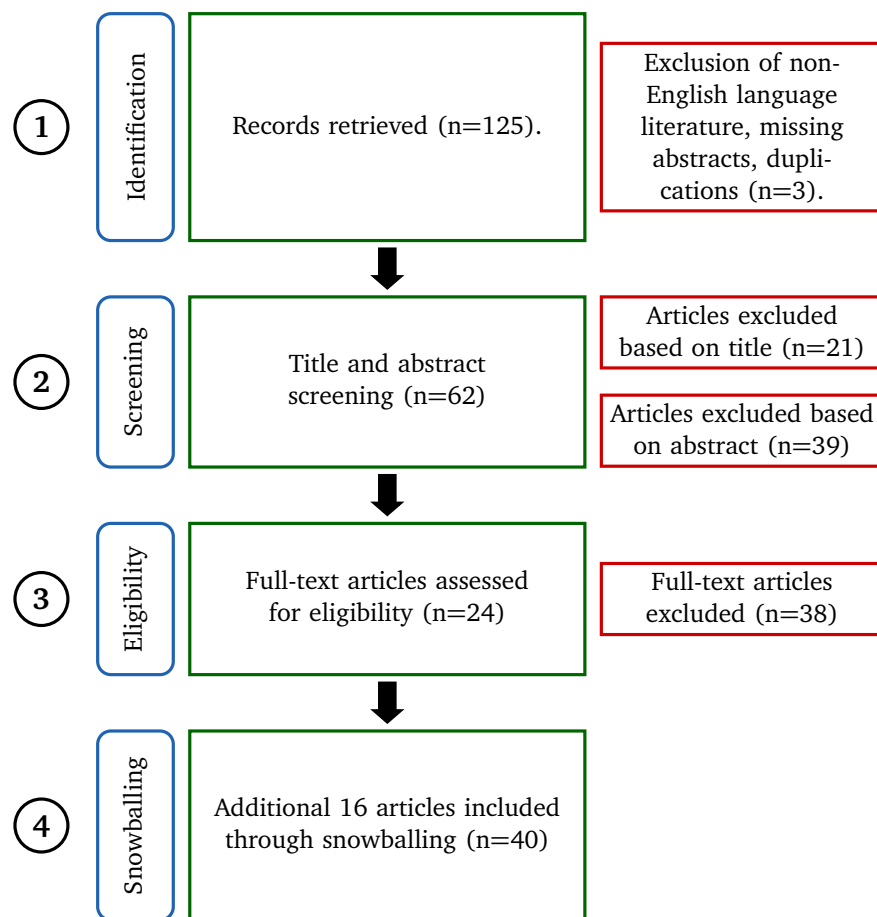 1
Identification
Records retrieved (n=125).
Exclusion of non-
English language
literature, missing
abstracts, dupli-
cations (n=3).
2
Screening
Title and abstract
screening (n=62)
Articles excluded
based on title (n=21)
Articles excluded based
on abstract (n=39)
3
Eligibility
Full-text articles assessed
for eligibility (n=24)
Full-text articles
excluded (n=38)
4
Snowballing
Additional 16 articles included
through snowballing (n=40)